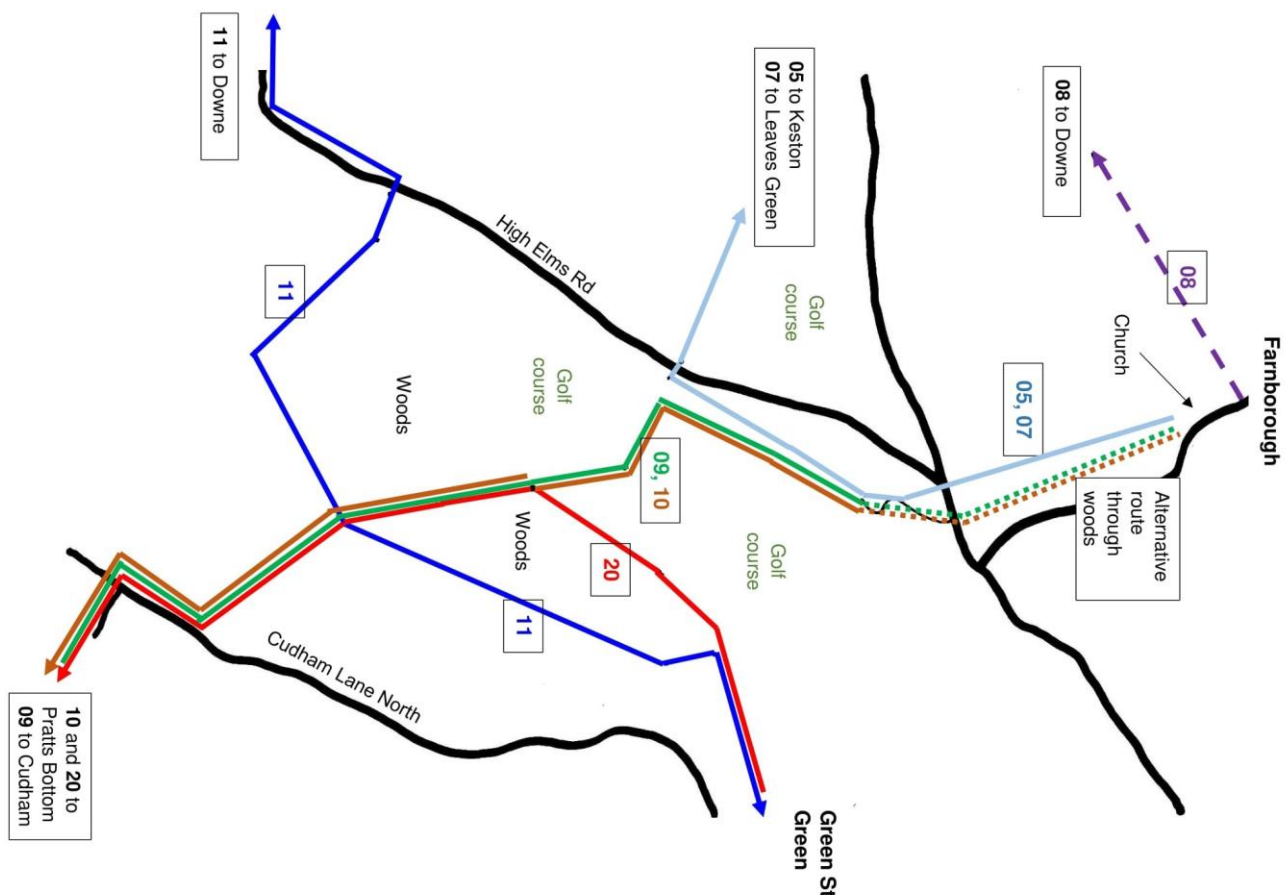 Farnborough
08
08 to Downe
Church
05, 07
Alternative
route
through
woods
05 to Keston
07 to Leaves Green
Golf
course
High Elms Rd
Golf
course
09, 10
Golf
course
11 to Downe
11
Woods
Woods
20
11
Green St
Green
Cudham Lane North
10 and 20 to
Pratts Bottom
09 to Cudham